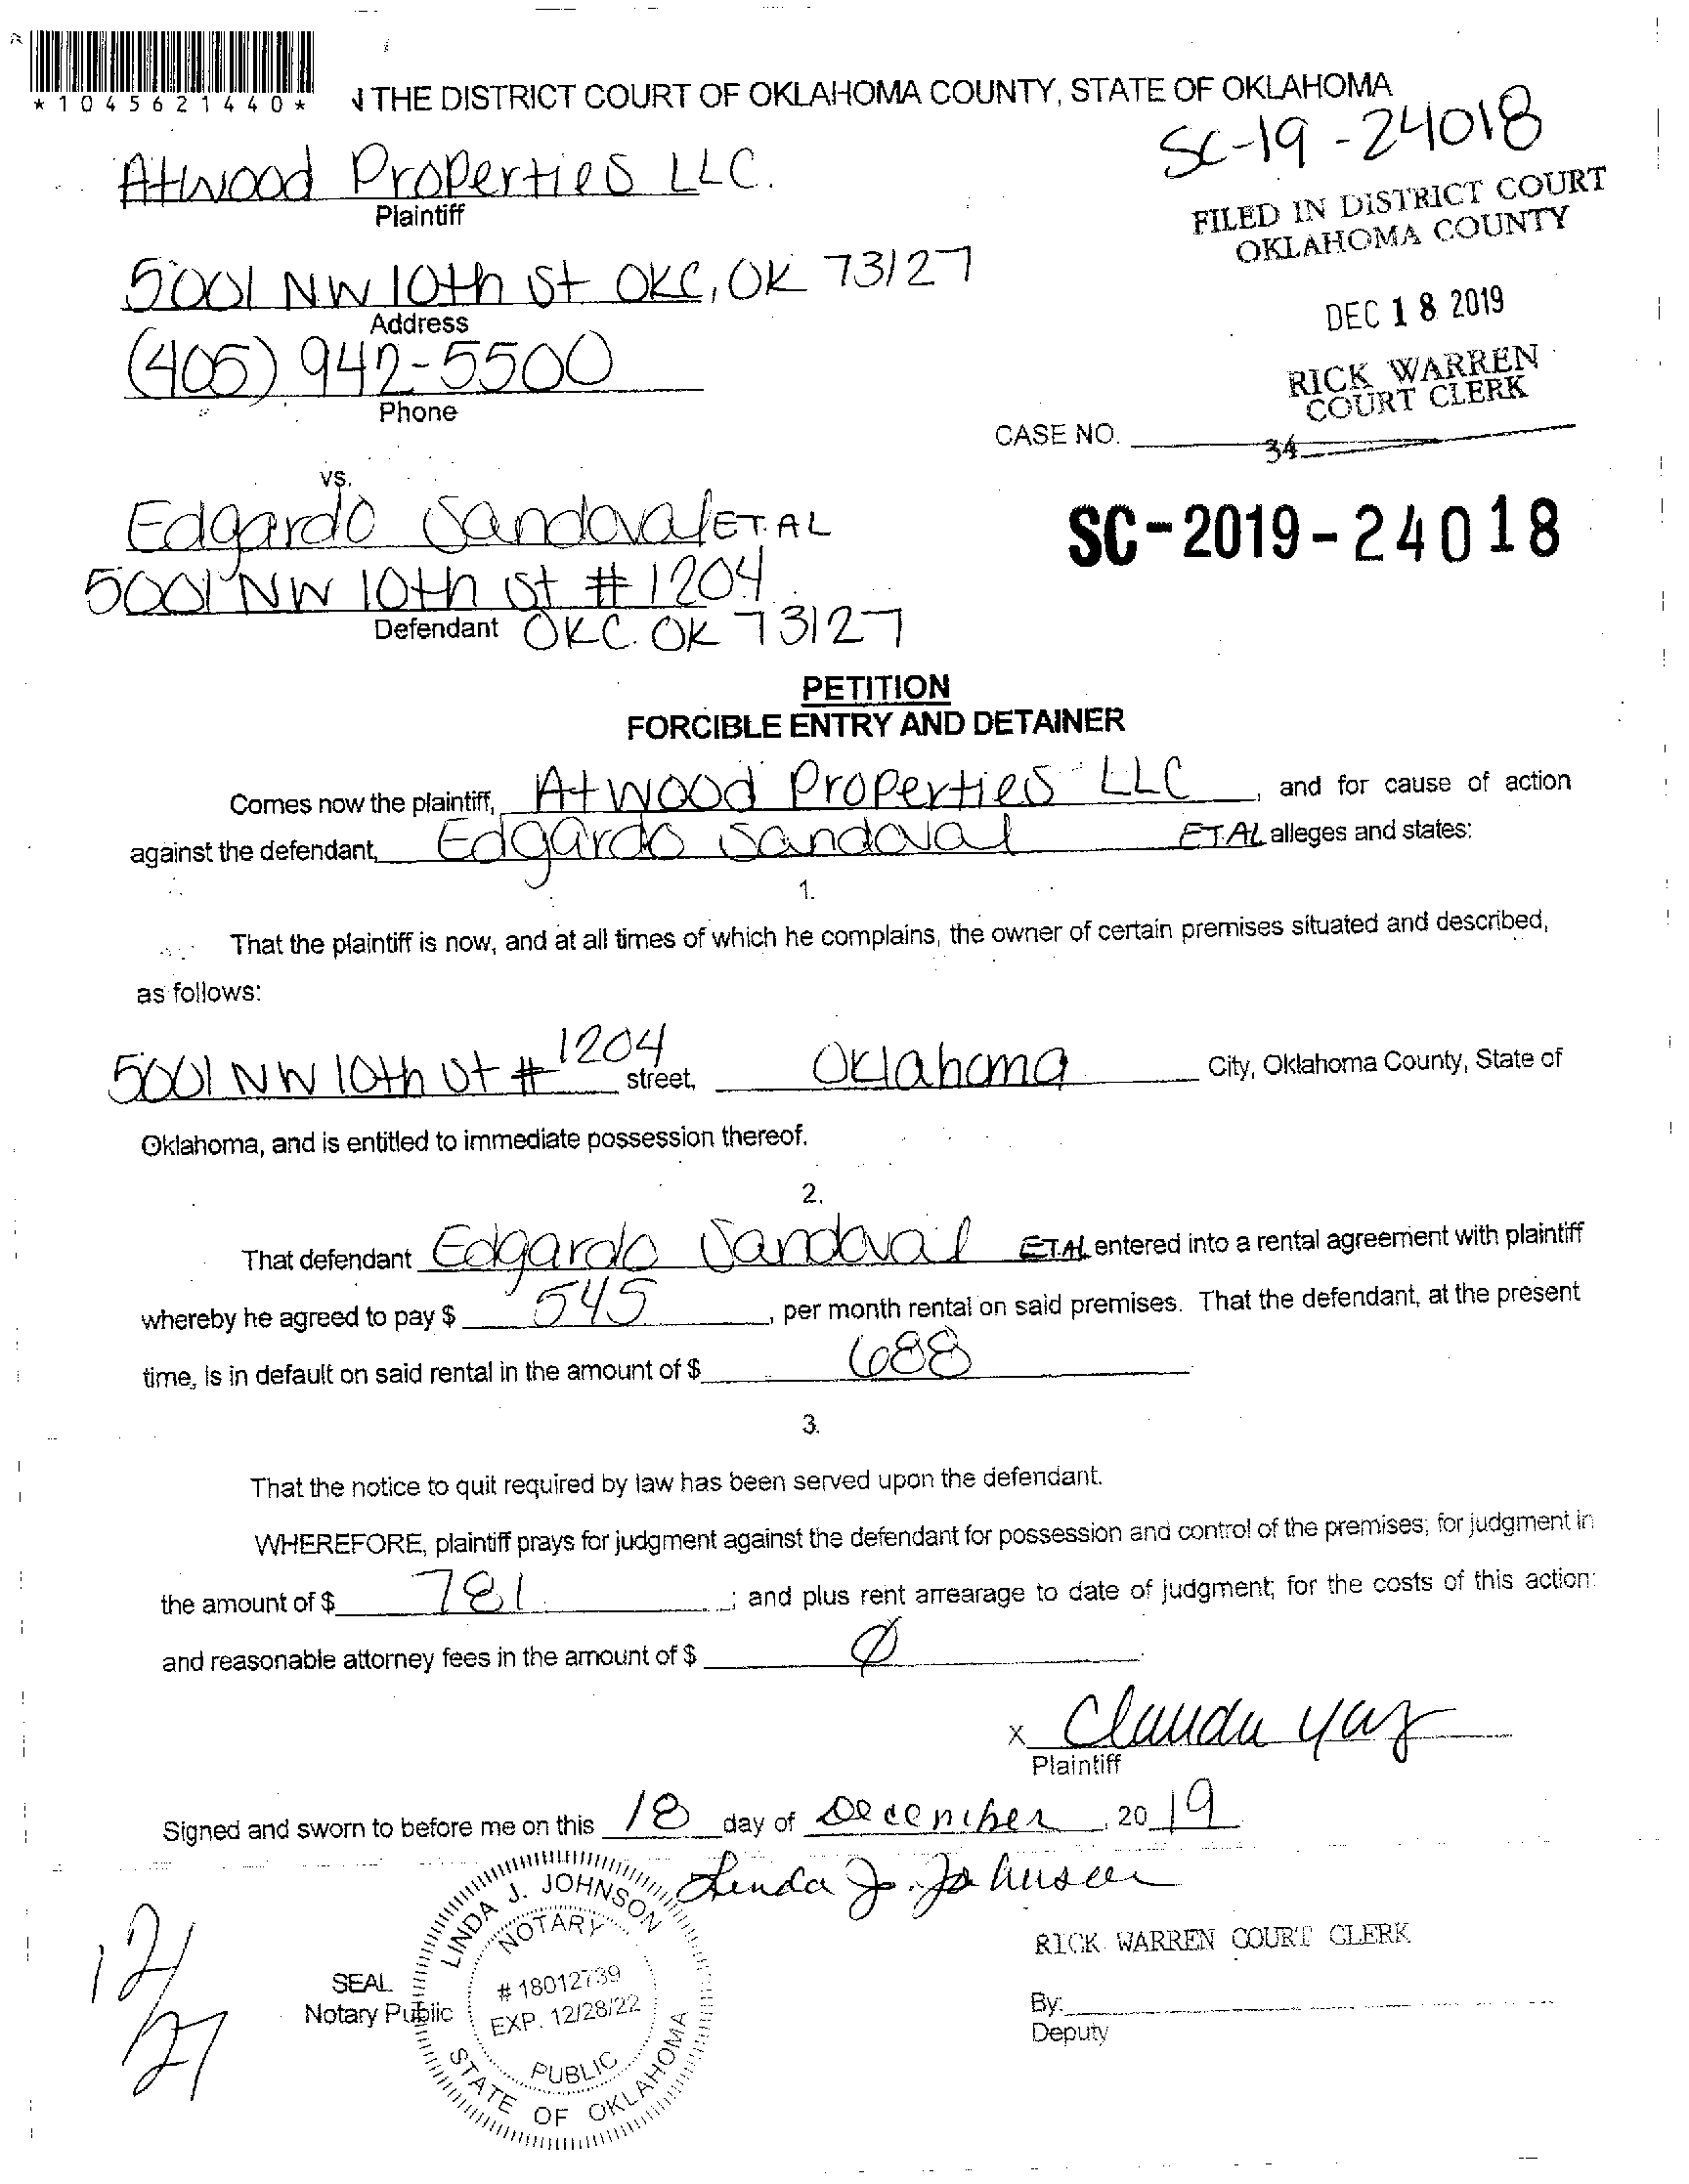 *1045621440*
THE DISTRICT COURT OF OKLAHOMA COUNTY, STATE OF OKLAHOMA
SC-19-24018
Atwood Properties LLC.
Plaintiff
FILED IN DISTRICT COURT
OKLAHOMA COUNTY
5001 NW 10th St OKC, OK 73127
Address
DEC 18 2019
(405) 942-5500
Phone
RICK WARREN
COURT CLERK
CASE NO.
34
vs.
Edgardo Sandoval ET. AL
SC-2019-24018
5001 NW 10th St # 1204
Defendant OKC. OK 73127
PETITION
FORCIBLE ENTRY AND DETAINER
Comes now the plaintiff, Atwood Properties LLC, and for cause of action
against the defendant, Edgardo Sandoval ET. AL alleges and states:
1.
That the plaintiff is now, and at all times of which he complains, the owner of certain premises situated and described,
as follows:
5001 NW 10th St # 1204 street, Oklahoma City, Oklahoma County, State of
Oklahoma, and is entitled to immediate possession thereof.
2.
That defendant Edgardo Sandoval ET. AL entered into a rental agreement with plaintiff
whereby he agreed to pay $ 545, per month rental on said premises. That the defendant, at the present
time, is in default on said rental in the amount of $ 688
3.
That the notice to quit required by law has been served upon the defendant.
WHEREFORE, plaintiff prays for judgment against the defendant for possession and control of the premises; for judgment in
the amount of $ 781; and plus rent arrearage to date of judgment; for the costs of this action:
and reasonable attorney fees in the amount of $ Ø
x Claudia
Plaintiff
Signed and sworn to before me on this 18 day of December, 2019
Linda J. Johnson
LINDA J. JOHNSON
NOTARY
# 18012739
EXP. 12/28/22
PUBLIC
STATE OF OKLAHOMA
SEAL
Notary Public
RICK WARREN COURT CLERK
By:
Deputy
12/
27